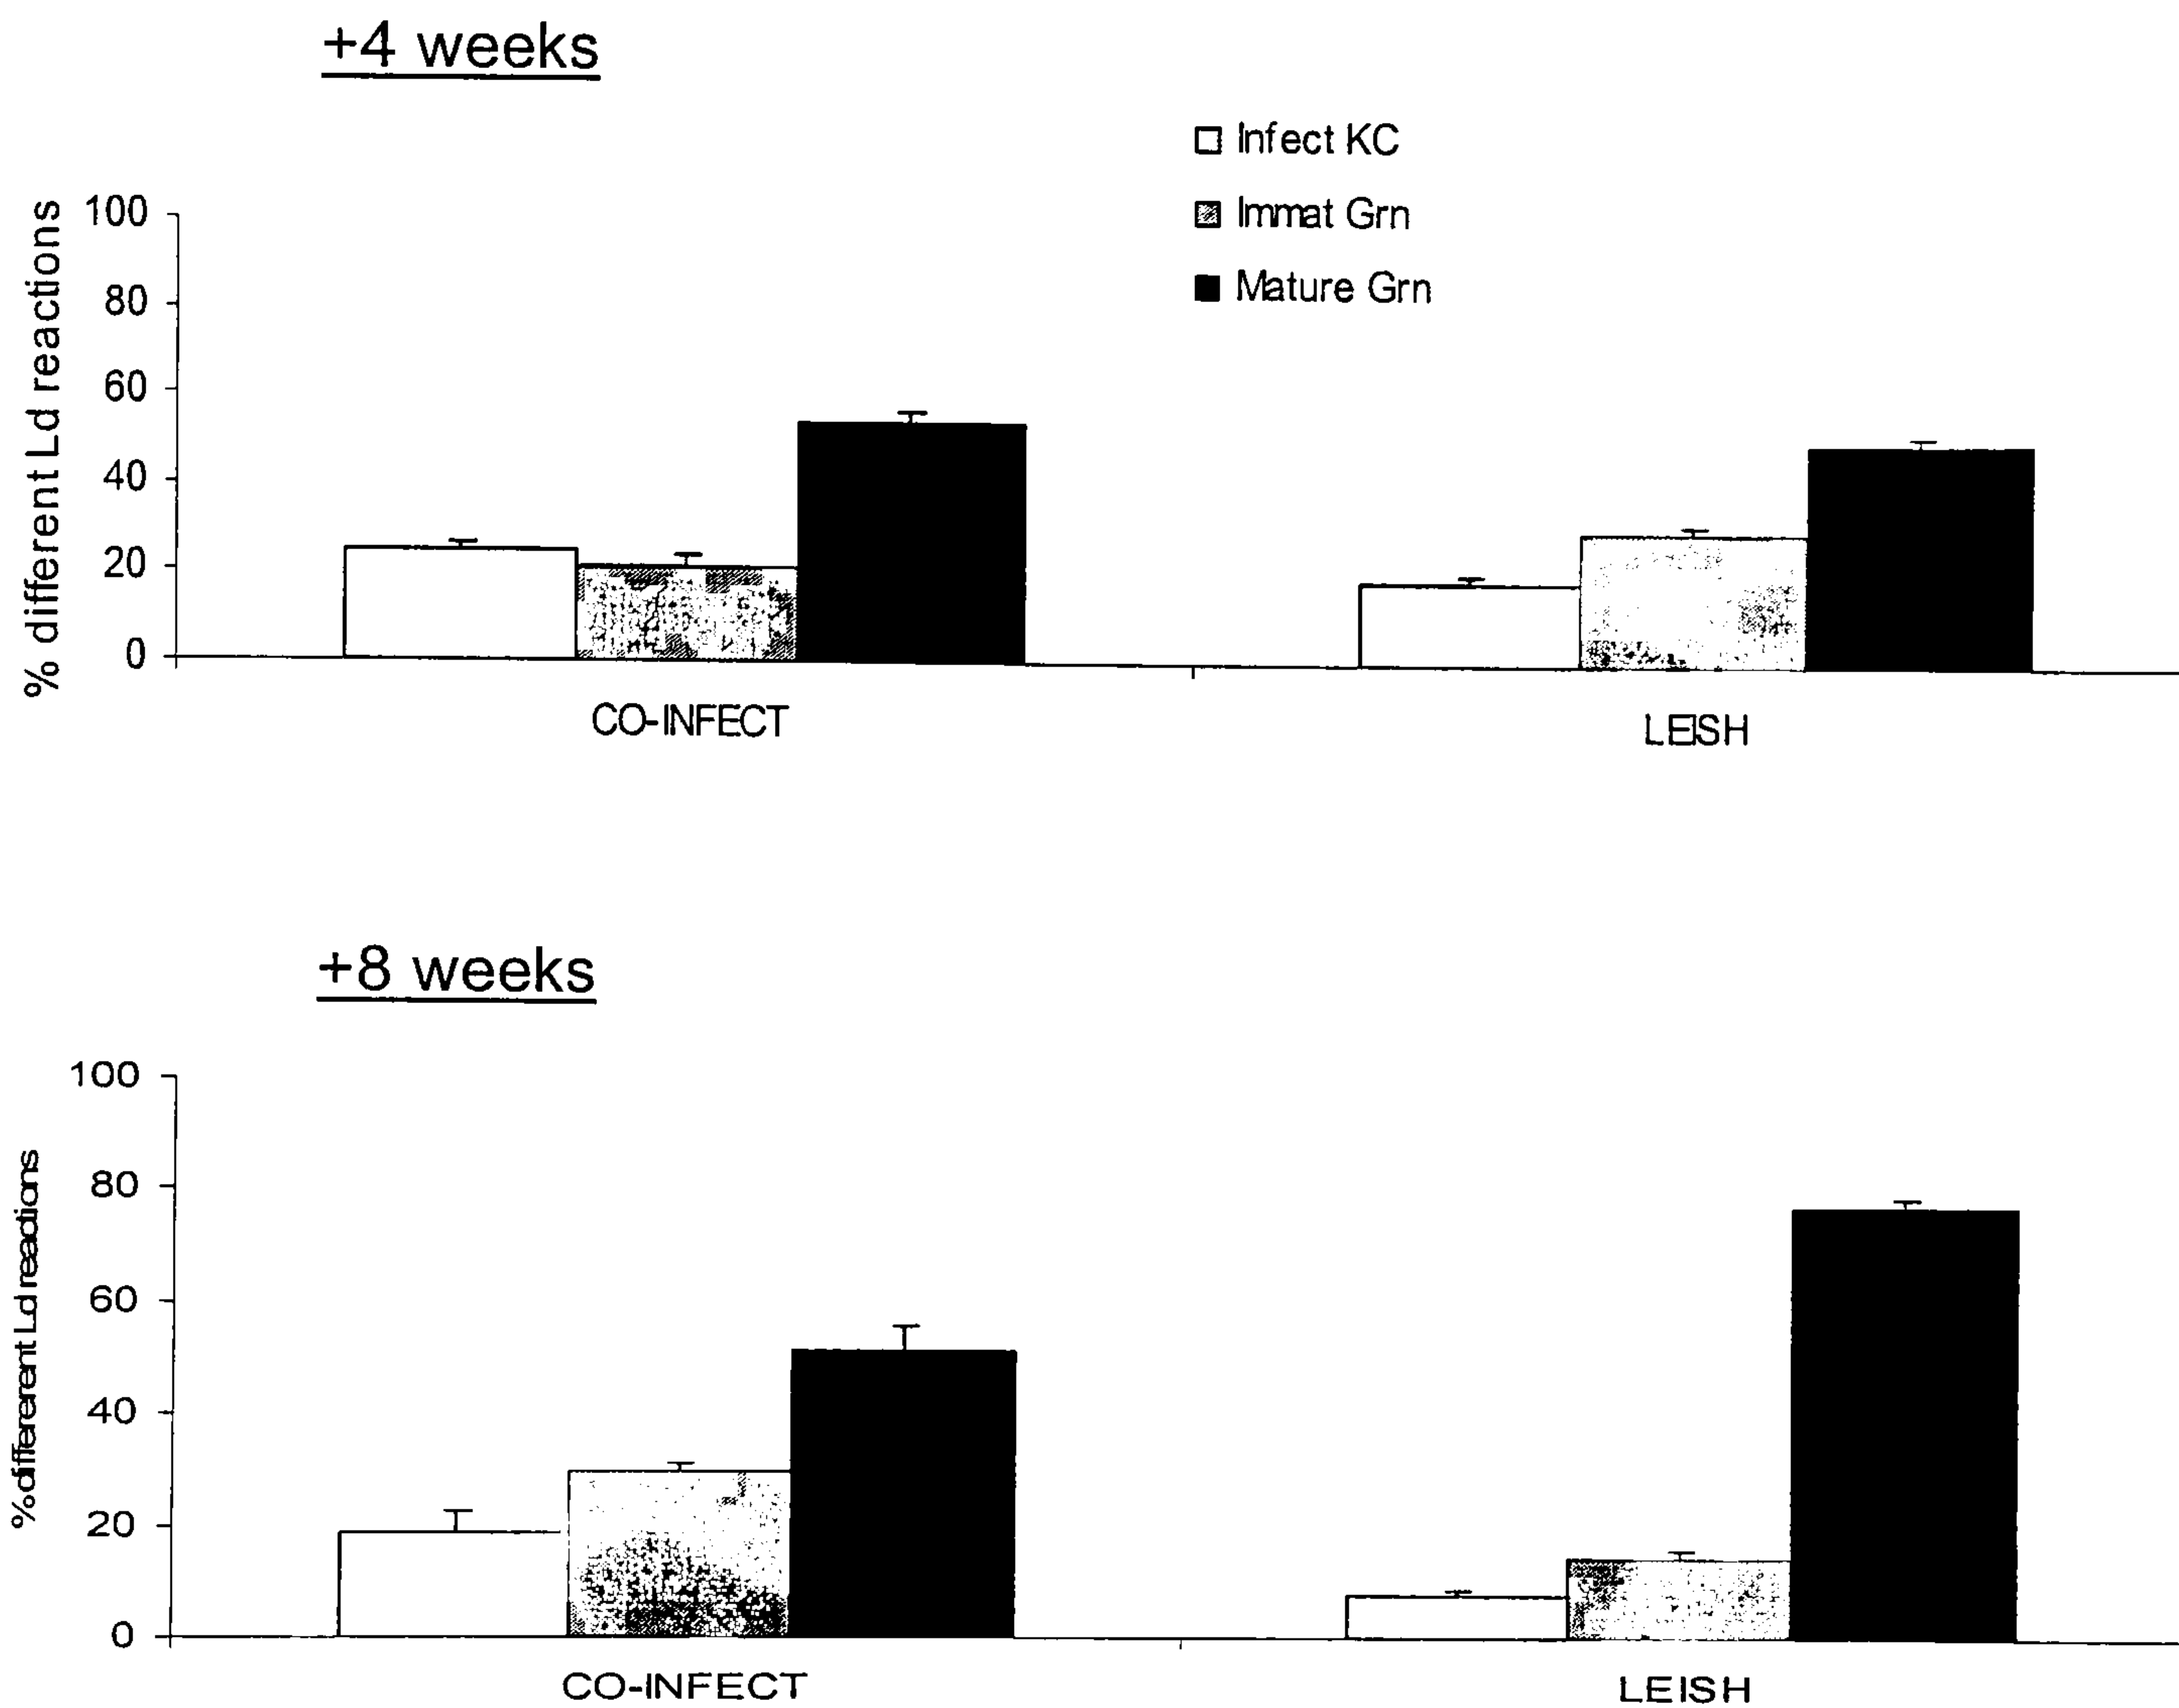 +4 weeks
Infect KC
Immat Grn
Mature Grn
% different Ld reactions
100
80
60
40
20
0
CO-INFECT
LEISH
+8 weeks
% different Ld reactions
100
80
60
40
20
0
CO-INFECT
LEISH